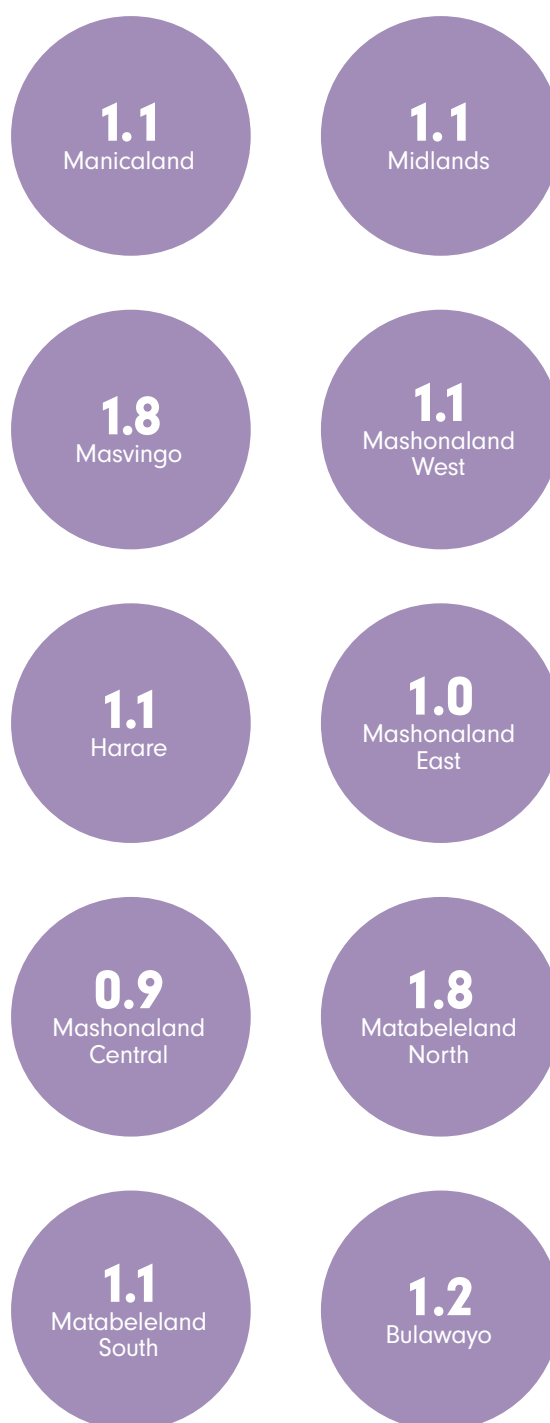 1.1
Manicaland
1.1
Midlands
1.8
Masvingo
1.1
Mashonaland
West
1.1
Harare
1.0
Mashonaland
East
0.9
Mashonaland
Central
1.8
Matabeleland
North
1.1
Matabeleland
South
1.2
Bulawayo